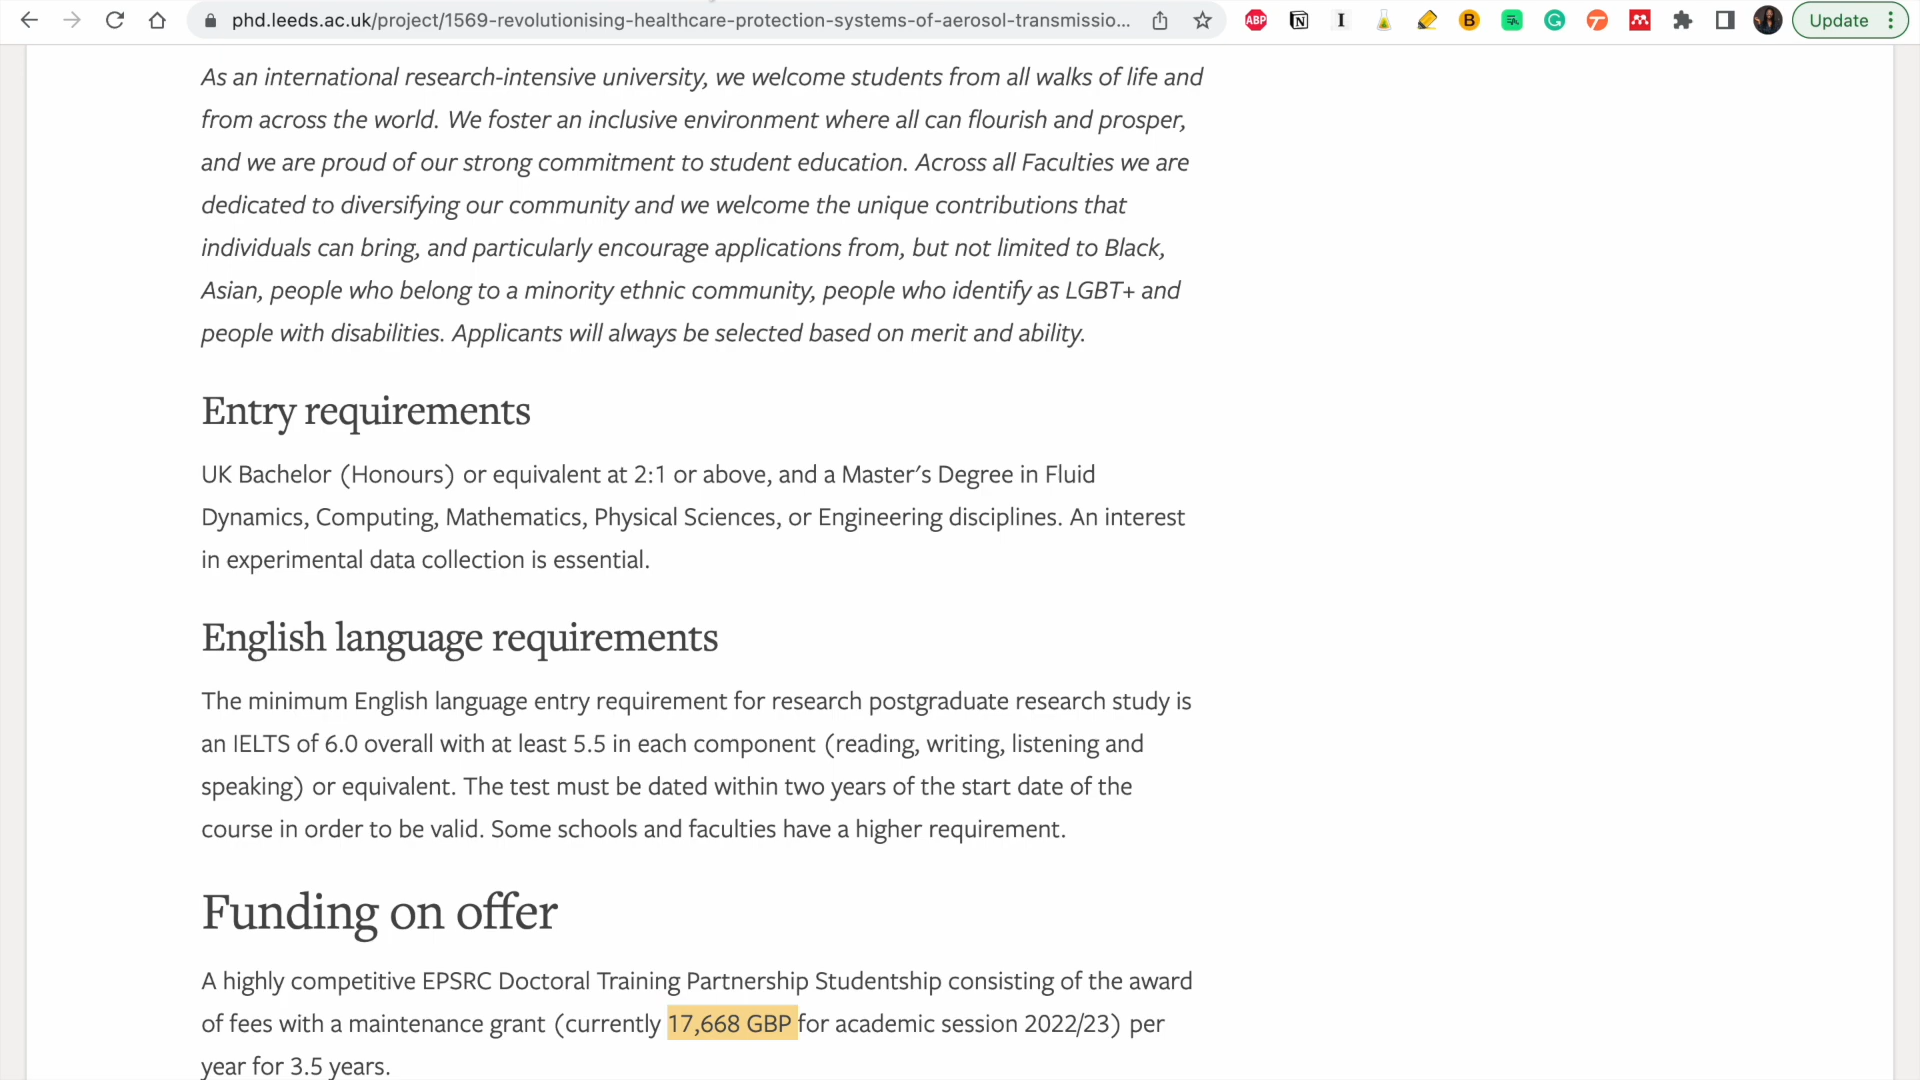 phd.leeds.ac.uk/project/1569-revolutionising-healthcare-protection-systems-of-aerosol-transmissio...
ABP
Update
As an international research-intensive university, we welcome students from all walks of life and
from across the world. We foster an inclusive environment where all can flourish and prosper,
and we are proud of our strong commitment to student education. Across all Faculties we are
dedicated to diversifying our community and we welcome the unique contributions that
individuals can bring, and particularly encourage applications from, but not limited to Black,
Asian, people who belong to a minority ethnic community, people who identify as LGBT+ and
people with disabilities. Applicants will always be selected based on merit and ability.
Entry requirements
UK Bachelor (Honours) or equivalent at 2:1 or above, and a Master's Degree in Fluid
Dynamics, Computing, Mathematics, Physical Sciences, or Engineering disciplines. An interest
in experimental data collection is essential.
English language requirements
The minimum English language entry requirement for research postgraduate research study is
an IELTS of 6.0 overall with at least 5.5 in each component (reading, writing, listening and
speaking) or equivalent. The test must be dated within two years of the start date of the
course in order to be valid. Some schools and faculties have a higher requirement.
Funding on offer
A highly competitive EPSRC Doctoral Training Partnership Studentship consisting of the award
of fees with a maintenance grant (currently 17,668 GBP for academic session 2022/23) per
year for 3.5 years.